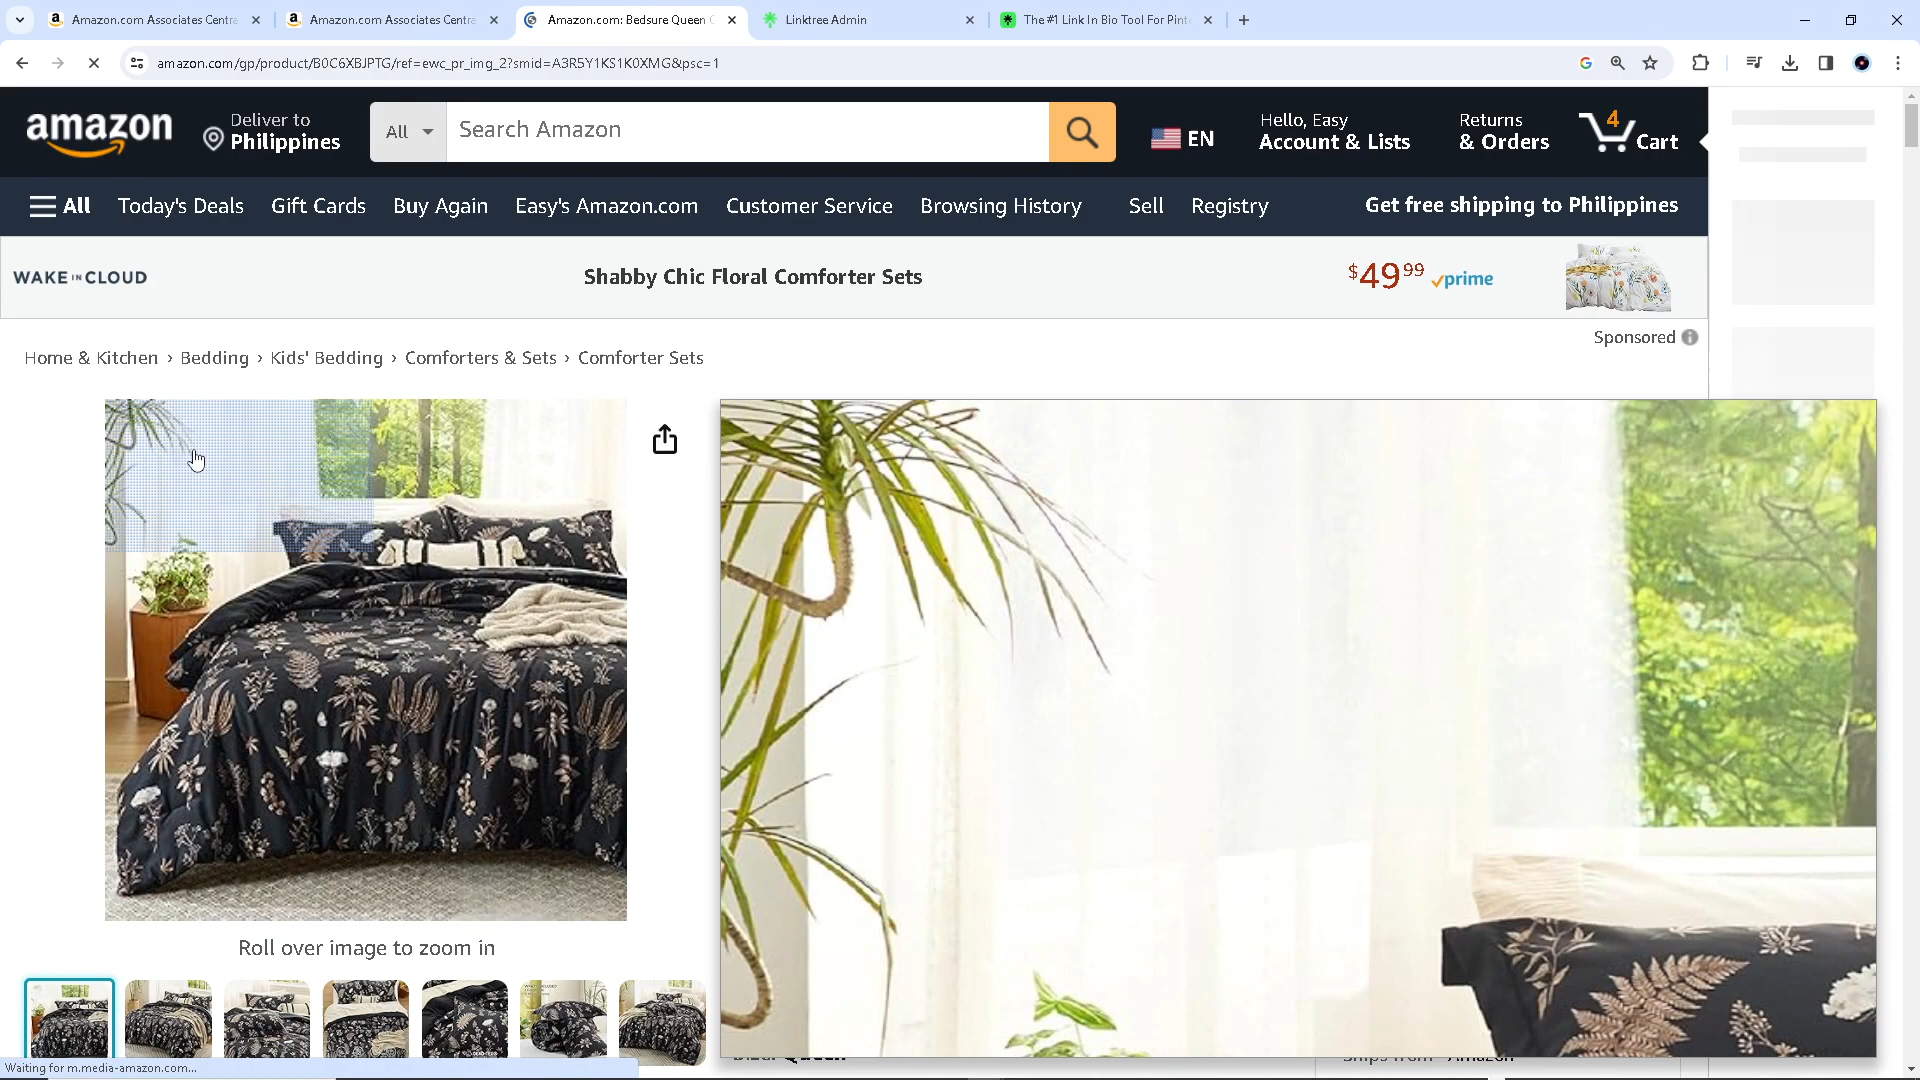 Amazon.com Associates Centra
Amazon.com Associates Centra
Amazon.com: Bedsure Queen C
Linktree Admin
The #1 Link In Bio Tool For Pint
amazon.com/gp/product/B0C6XBJPTG/ref=ewc_pr_img_2?smid=A3R5Y1KS1K0XMG&psc=1
amazon
Deliver to
Philippines
All
Search Amazon
EN
Hello, Easy
Account & Lists
Returns
& Orders
4
Cart
All
Today's Deals
Gift Cards
Buy Again
Easy's Amazon.com
Customer Service
Browsing History
Sell
Registry
Get free shipping to Philippines
WAKE IN CLOUD
Shabby Chic Floral Comforter Sets
$49 99 prime
Sponsored
Home & Kitchen › Bedding › Kids' Bedding › Comforters & Sets › Comforter Sets
Roll over image to zoom in
Size: Queen
Ships from Amazon
Waiting for m.media-amazon.com...